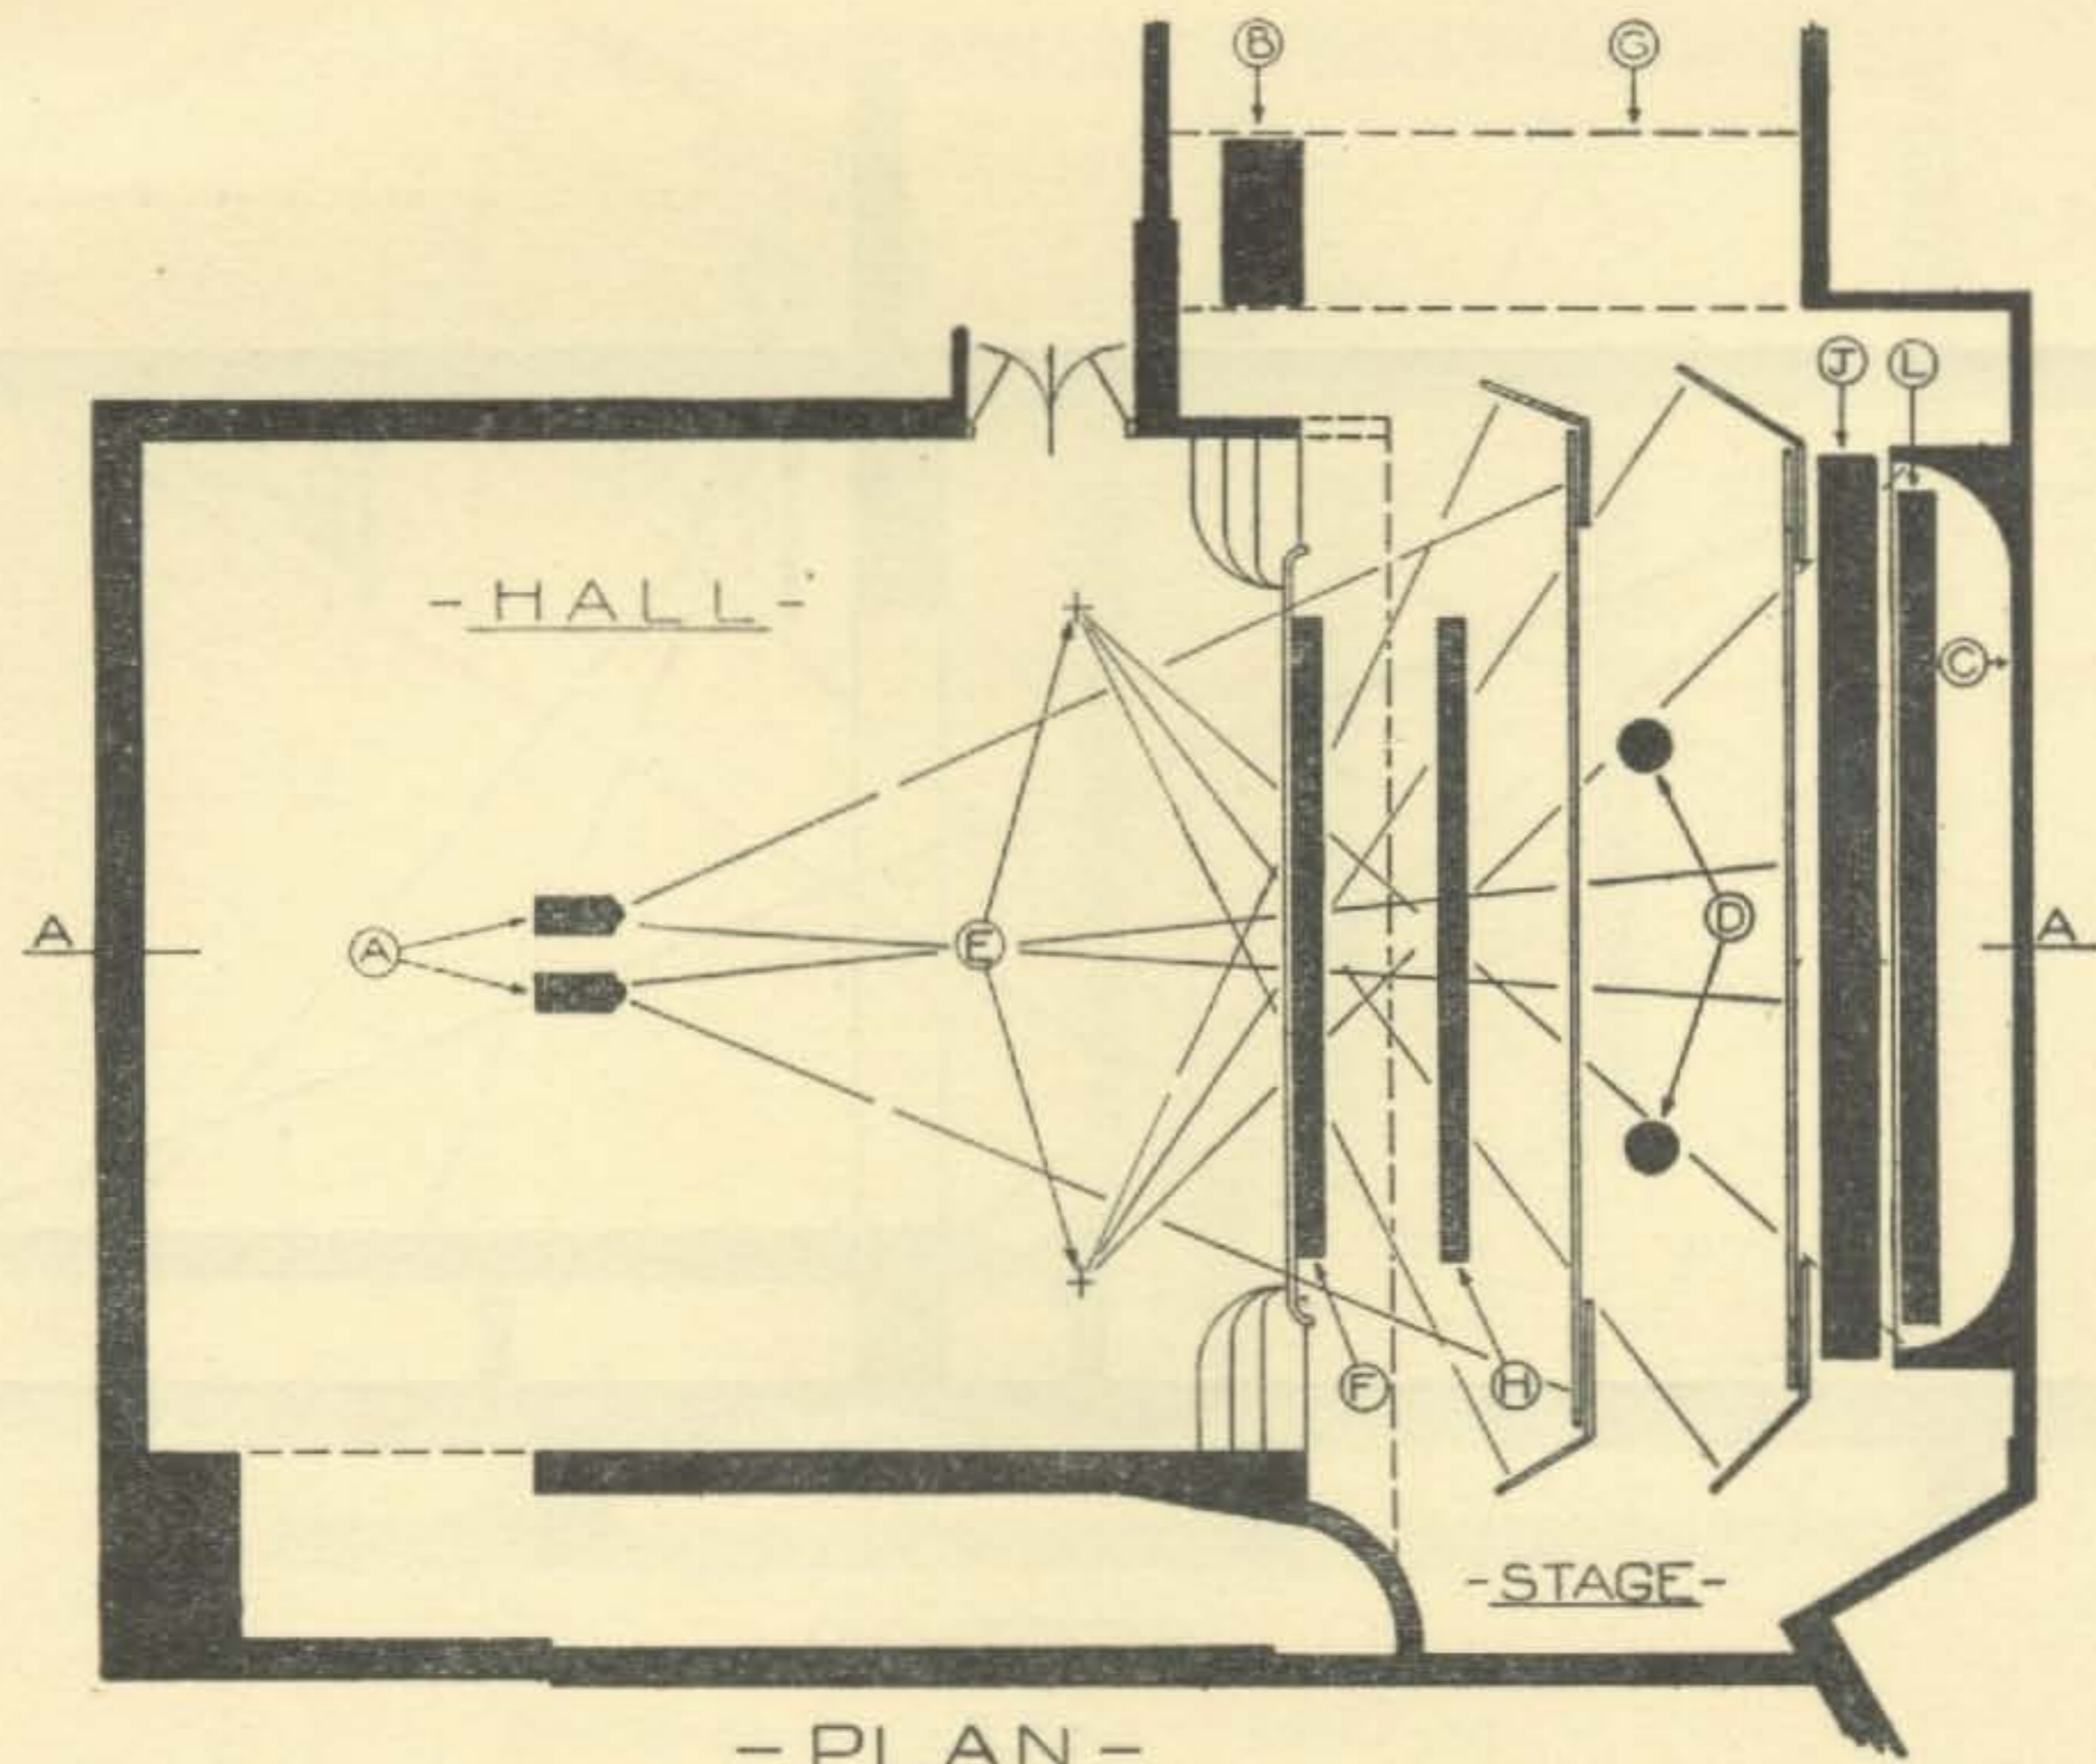 B G
J L
- HALL -
C
A A E D A
F H
- STAGE -
- PLAN -